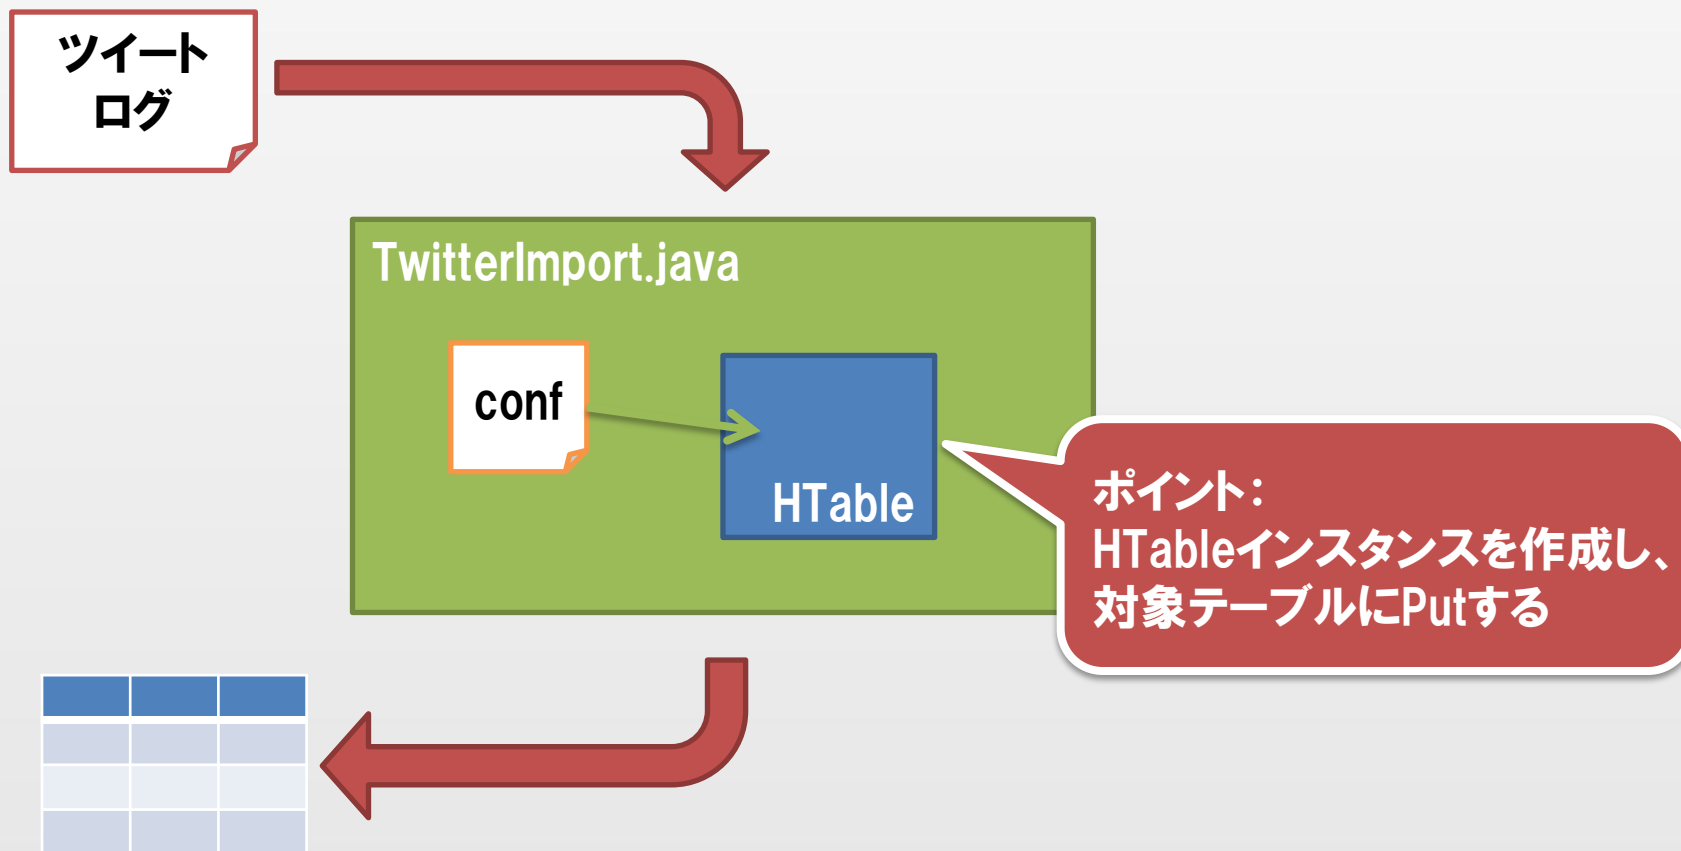 ツイート
ログ
TwitterImport.java
conf
HTable
ポイント：
HTableインスタンスを作成し、
対象テーブルにPutする